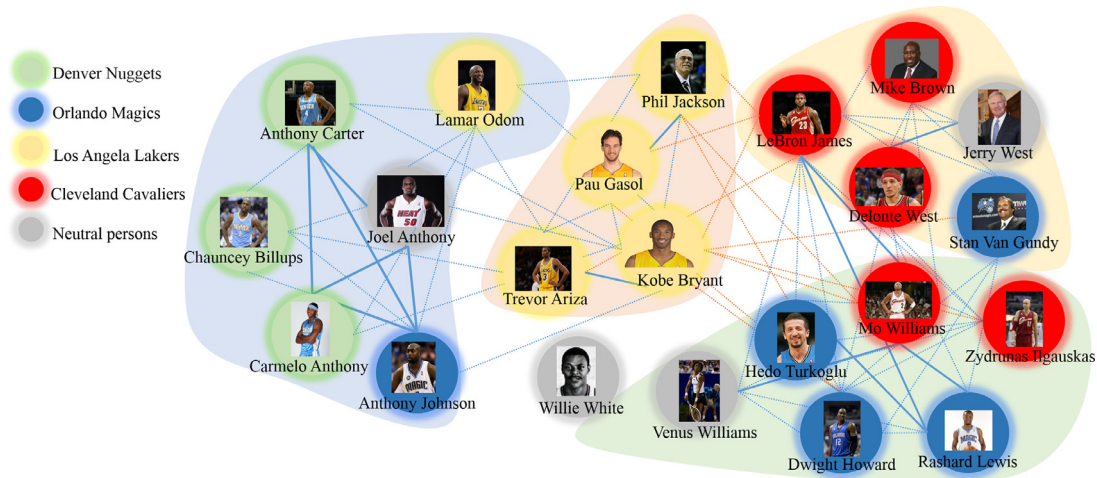 Denver Nuggets
Orlando Magics
Los Angela Lakers
Cleveland Cavaliers
Neutral persons
Anthony Carter
Lamar Odom
Phil Jackson
Mike Brown
LeBron James
Jerry West
Pau Gasol
Delonte West
Joel Anthony
Stan Van Gundy
Chauncey Billups
Trevor Ariza
Kobe Bryant
Mo Williams
Zydrunas Ilgauskas
Carmelo Anthony
Hedo Turkoglu
Anthony Johnson
Willie White
Venus Williams
Dwight Howard
Rashard Lewis